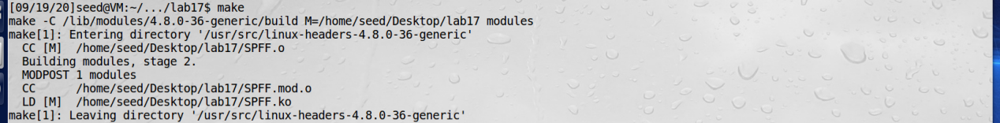 [09/19/20]seed@VM:~/.../lab17$ make
make -C /lib/modules/4.8.0-36-generic/build M=/home/seed/Desktop/lab17 modules
make[1]: Entering directory '/usr/src/linux-headers-4.8.0-36-generic'
  CC [M]  /home/seed/Desktop/lab17/SPFF.o
  Building modules, stage 2.
  MODPOST 1 modules
  CC      /home/seed/Desktop/lab17/SPFF.mod.o
  LD [M]  /home/seed/Desktop/lab17/SPFF.ko
make[1]: Leaving directory '/usr/src/linux-headers-4.8.0-36-generic'